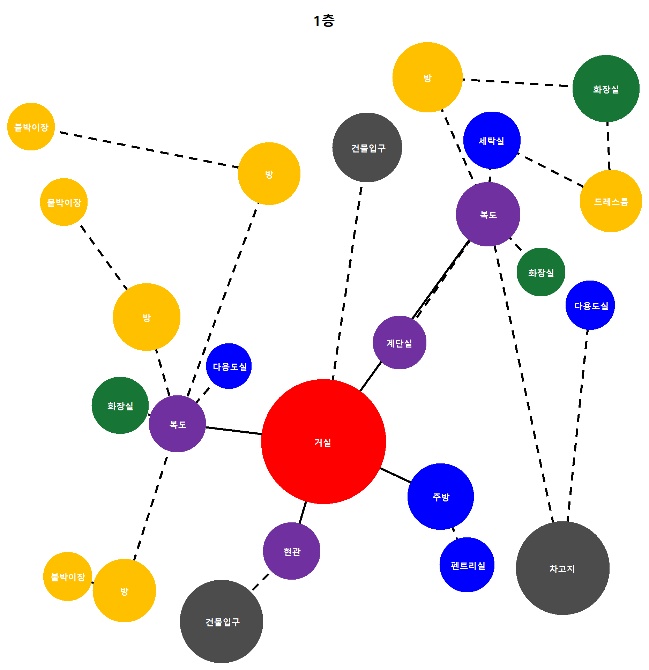 1층
방
화장실
붙박이장
건물입구
세탁실
방
붙박이장
드레스룸
복도
화장실
다용도실
방
계단실
다용도실
화장실
복도
거실
주방
현관
펜트리실
차고지
붙박이장
방
건물입구